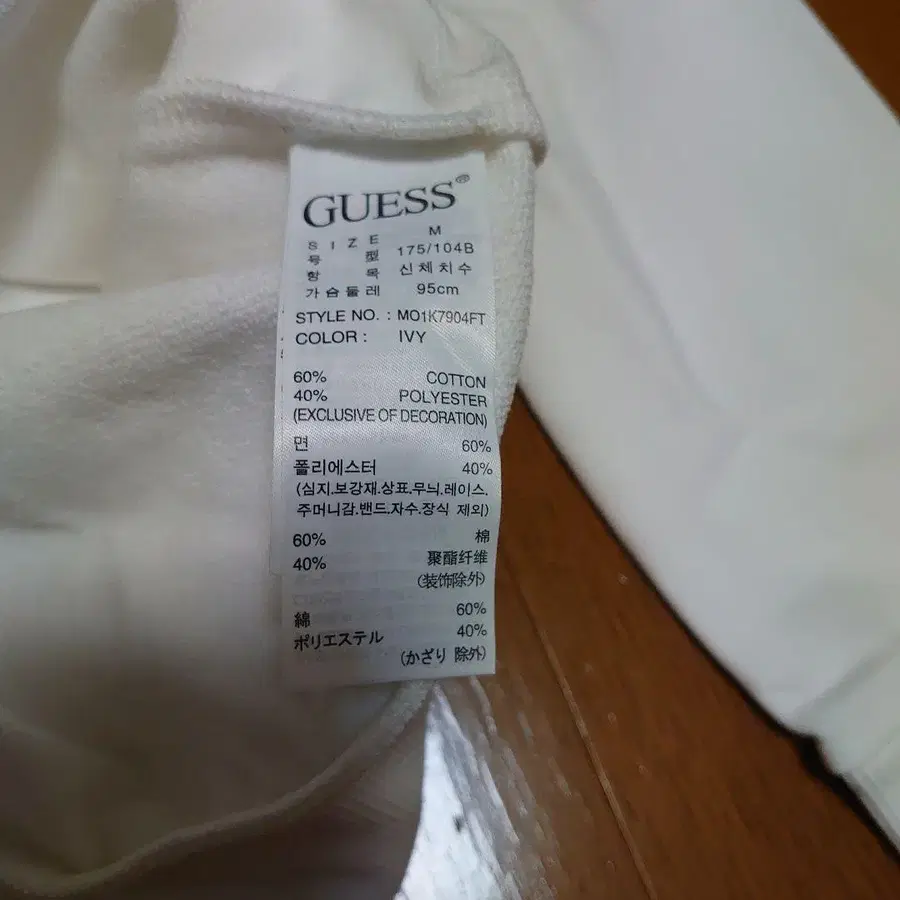 GUESS®
SIZE M
号 型 175/104B
항 목 신체치수
가슴둘레 95cm
STYLE NO. : MO1K7904FT
COLOR : IVY
60% COTTON
40% POLYESTER
(EXCLUSIVE OF DECORATION)
면 60%
폴리에스터 40%
(심지.보강재.상표.무늬.레이스.
주머니감.밴드.자수.장식 제외)
60% 棉
40% 聚酯纤维
(装饰除外)
綿 60%
ポリエステル 40%
(かざり 除外)